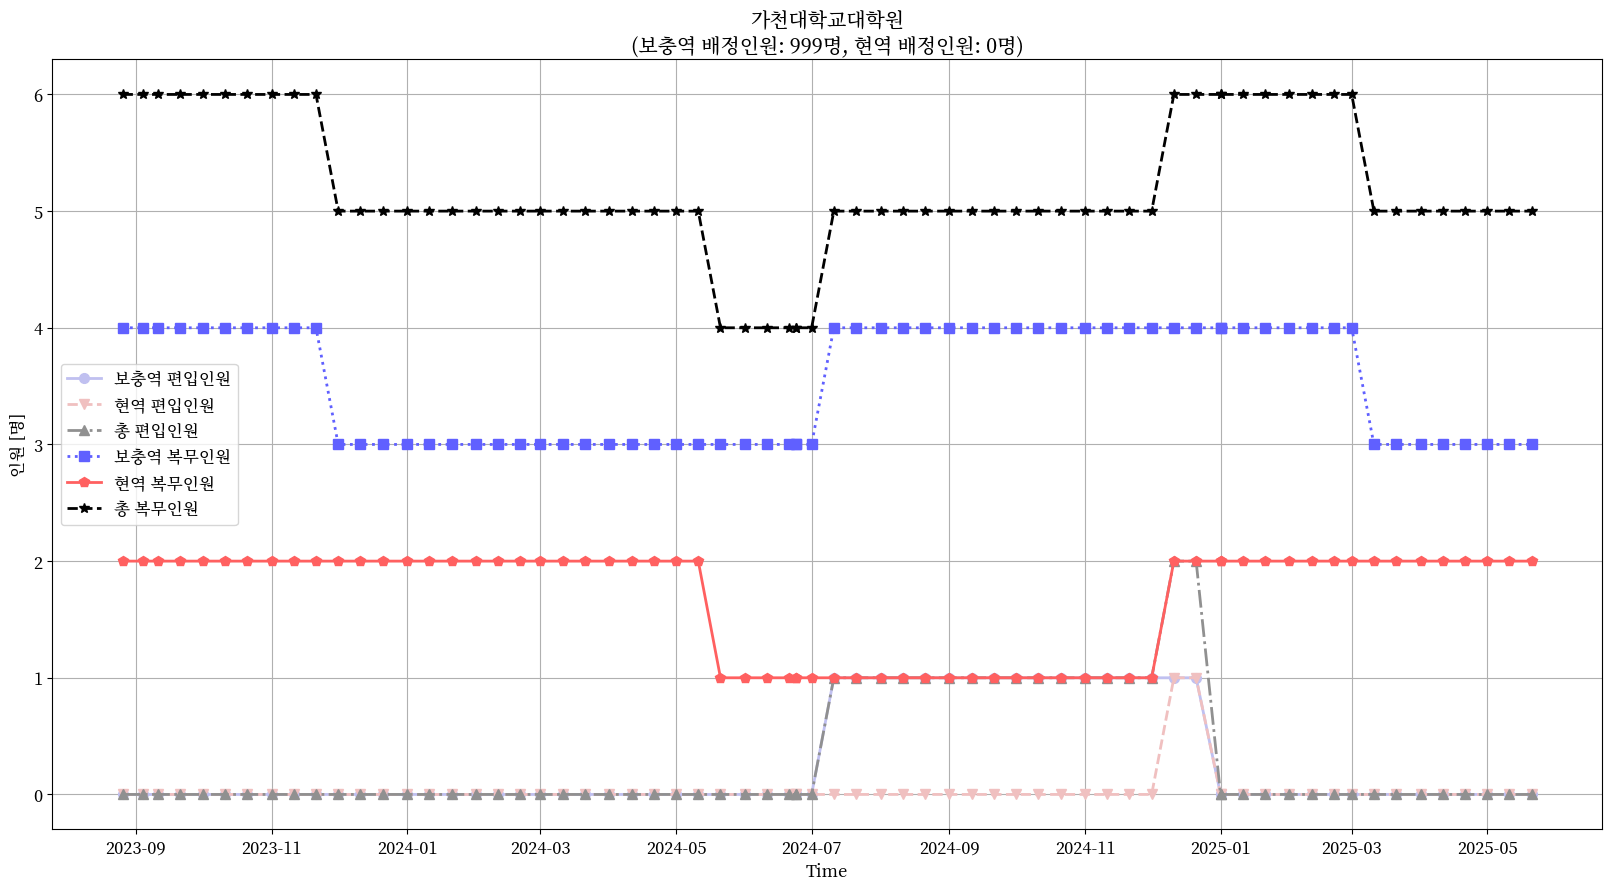 가천대학교대학원
(보충역 배정인원: 999명, 현역 배정인원: 0명)
인원 [명]
6
5
4
3
2
1
0
보충역 편입인원
현역 편입인원
총 편입인원
보충역 복무인원
현역 복무인원
총 복무인원
2023-09 2023-11 2024-01 2024-03 2024-05 2024-07 2024-09 2024-11 2025-01 2025-03 2025-05
Time